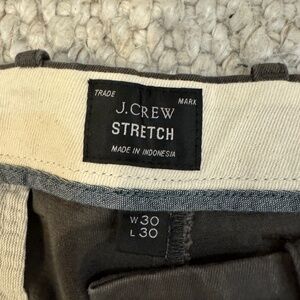 TRADE MARK
J.CREW
STRETCH
MADE IN INDONESIA
W 30
L 30